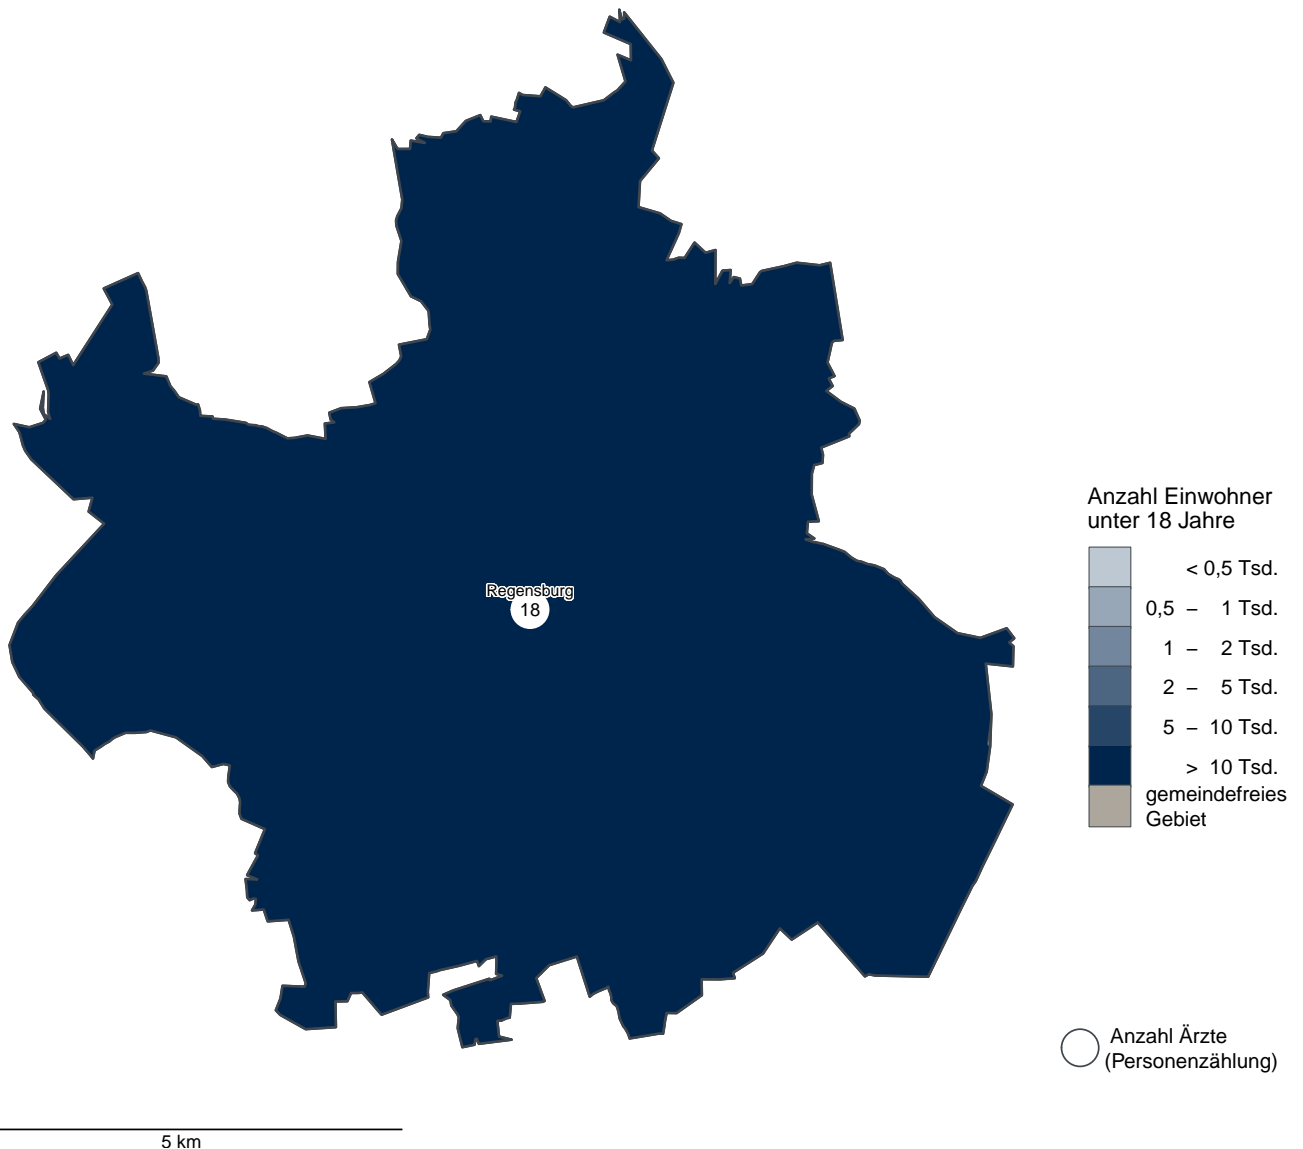 Regensburg
18
Anzahl Einwohner
unter 18 Jahre
< 0,5 Tsd.
0,5 – 1 Tsd.
1 – 2 Tsd.
2 – 5 Tsd.
5 – 10 Tsd.
> 10 Tsd.
gemeindefreies
Gebiet
Anzahl Ärzte
(Personenzählung)
5 km